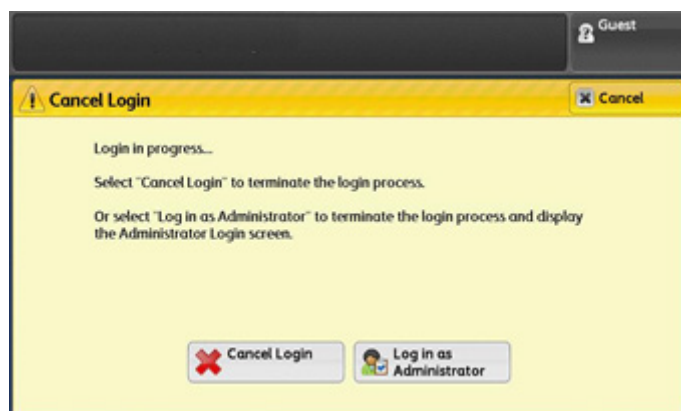 Guest
Cancel Login
Cancel
Login in progress...
Select "Cancel Login" to terminate the login process.
Or select "Log in as Administrator" to terminate the login process and display
the Administrator Login screen.
Cancel Login
Log in as
Administrator